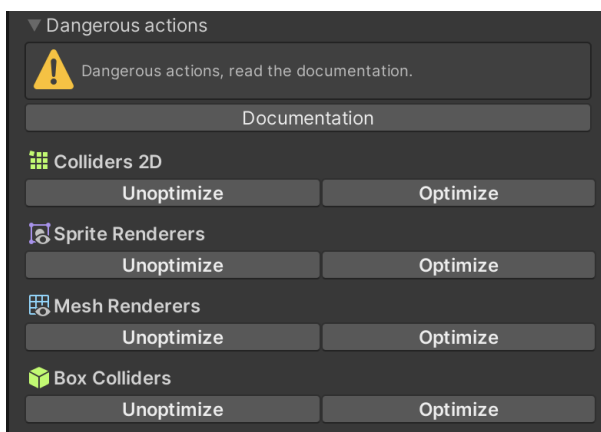 Dangerous actions
Dangerous actions, read the documentation.
Documentation
Colliders 2D
Unoptimize Optimize
Sprite Renderers
Unoptimize Optimize
Mesh Renderers
Unoptimize Optimize
Box Colliders
Unoptimize Optimize